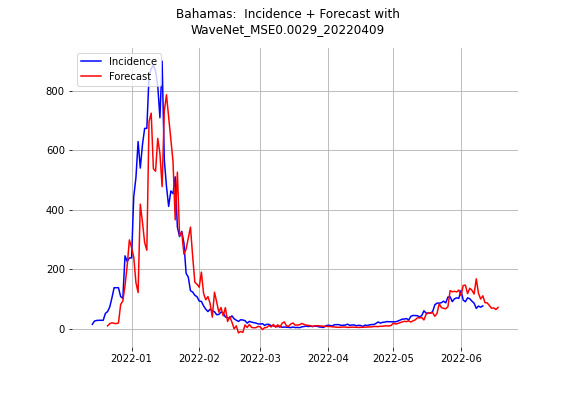 Bahamas:  Incidence + Forecast with
WaveNet_MSE0.0029_20220409
Incidence
Forecast
800
600
400
200
0
2022-01 2022-02 2022-03 2022-04 2022-05 2022-06